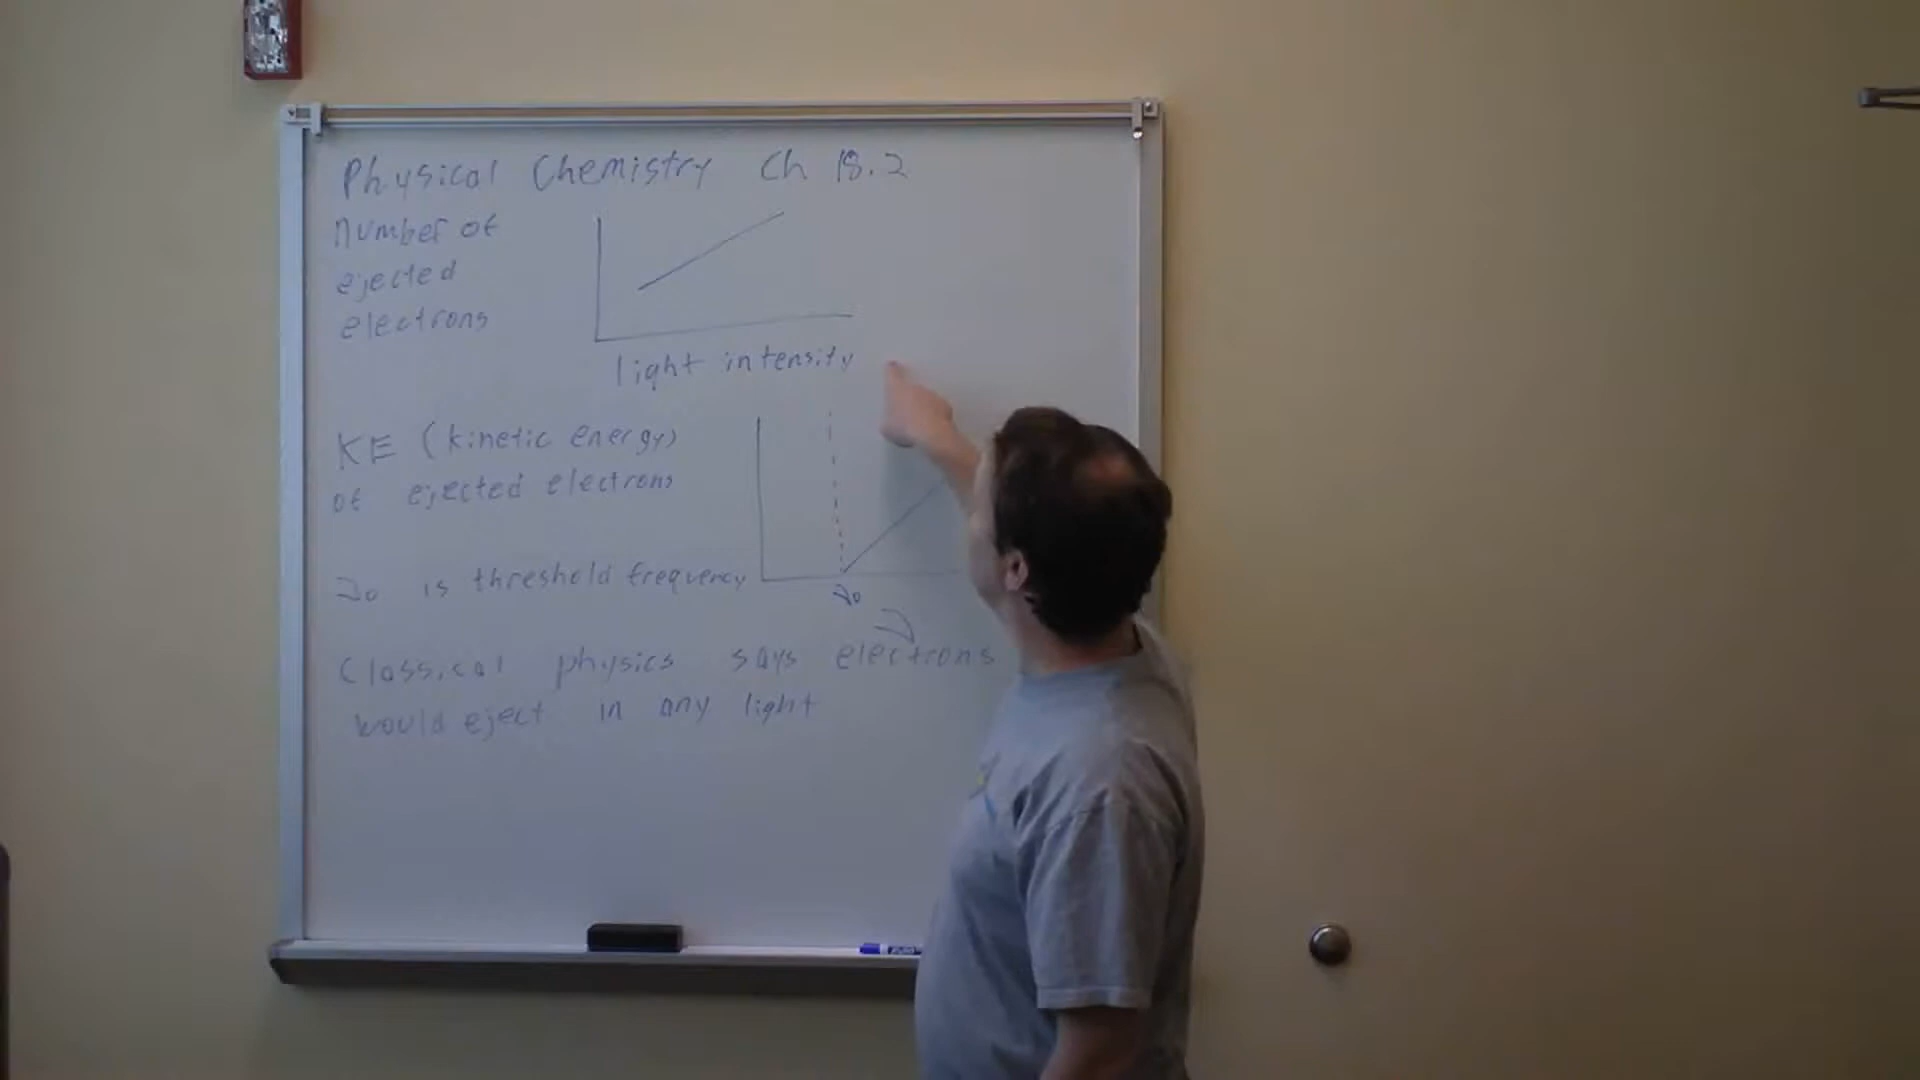 Physical Chemistry Ch 18.2
number of
ejected
electrons
light intensity
KE (kinetic energy)
of ejected electrons
ν₀ is threshold frequency
ν₀
ν
Classical physics says electrons
would eject in any light